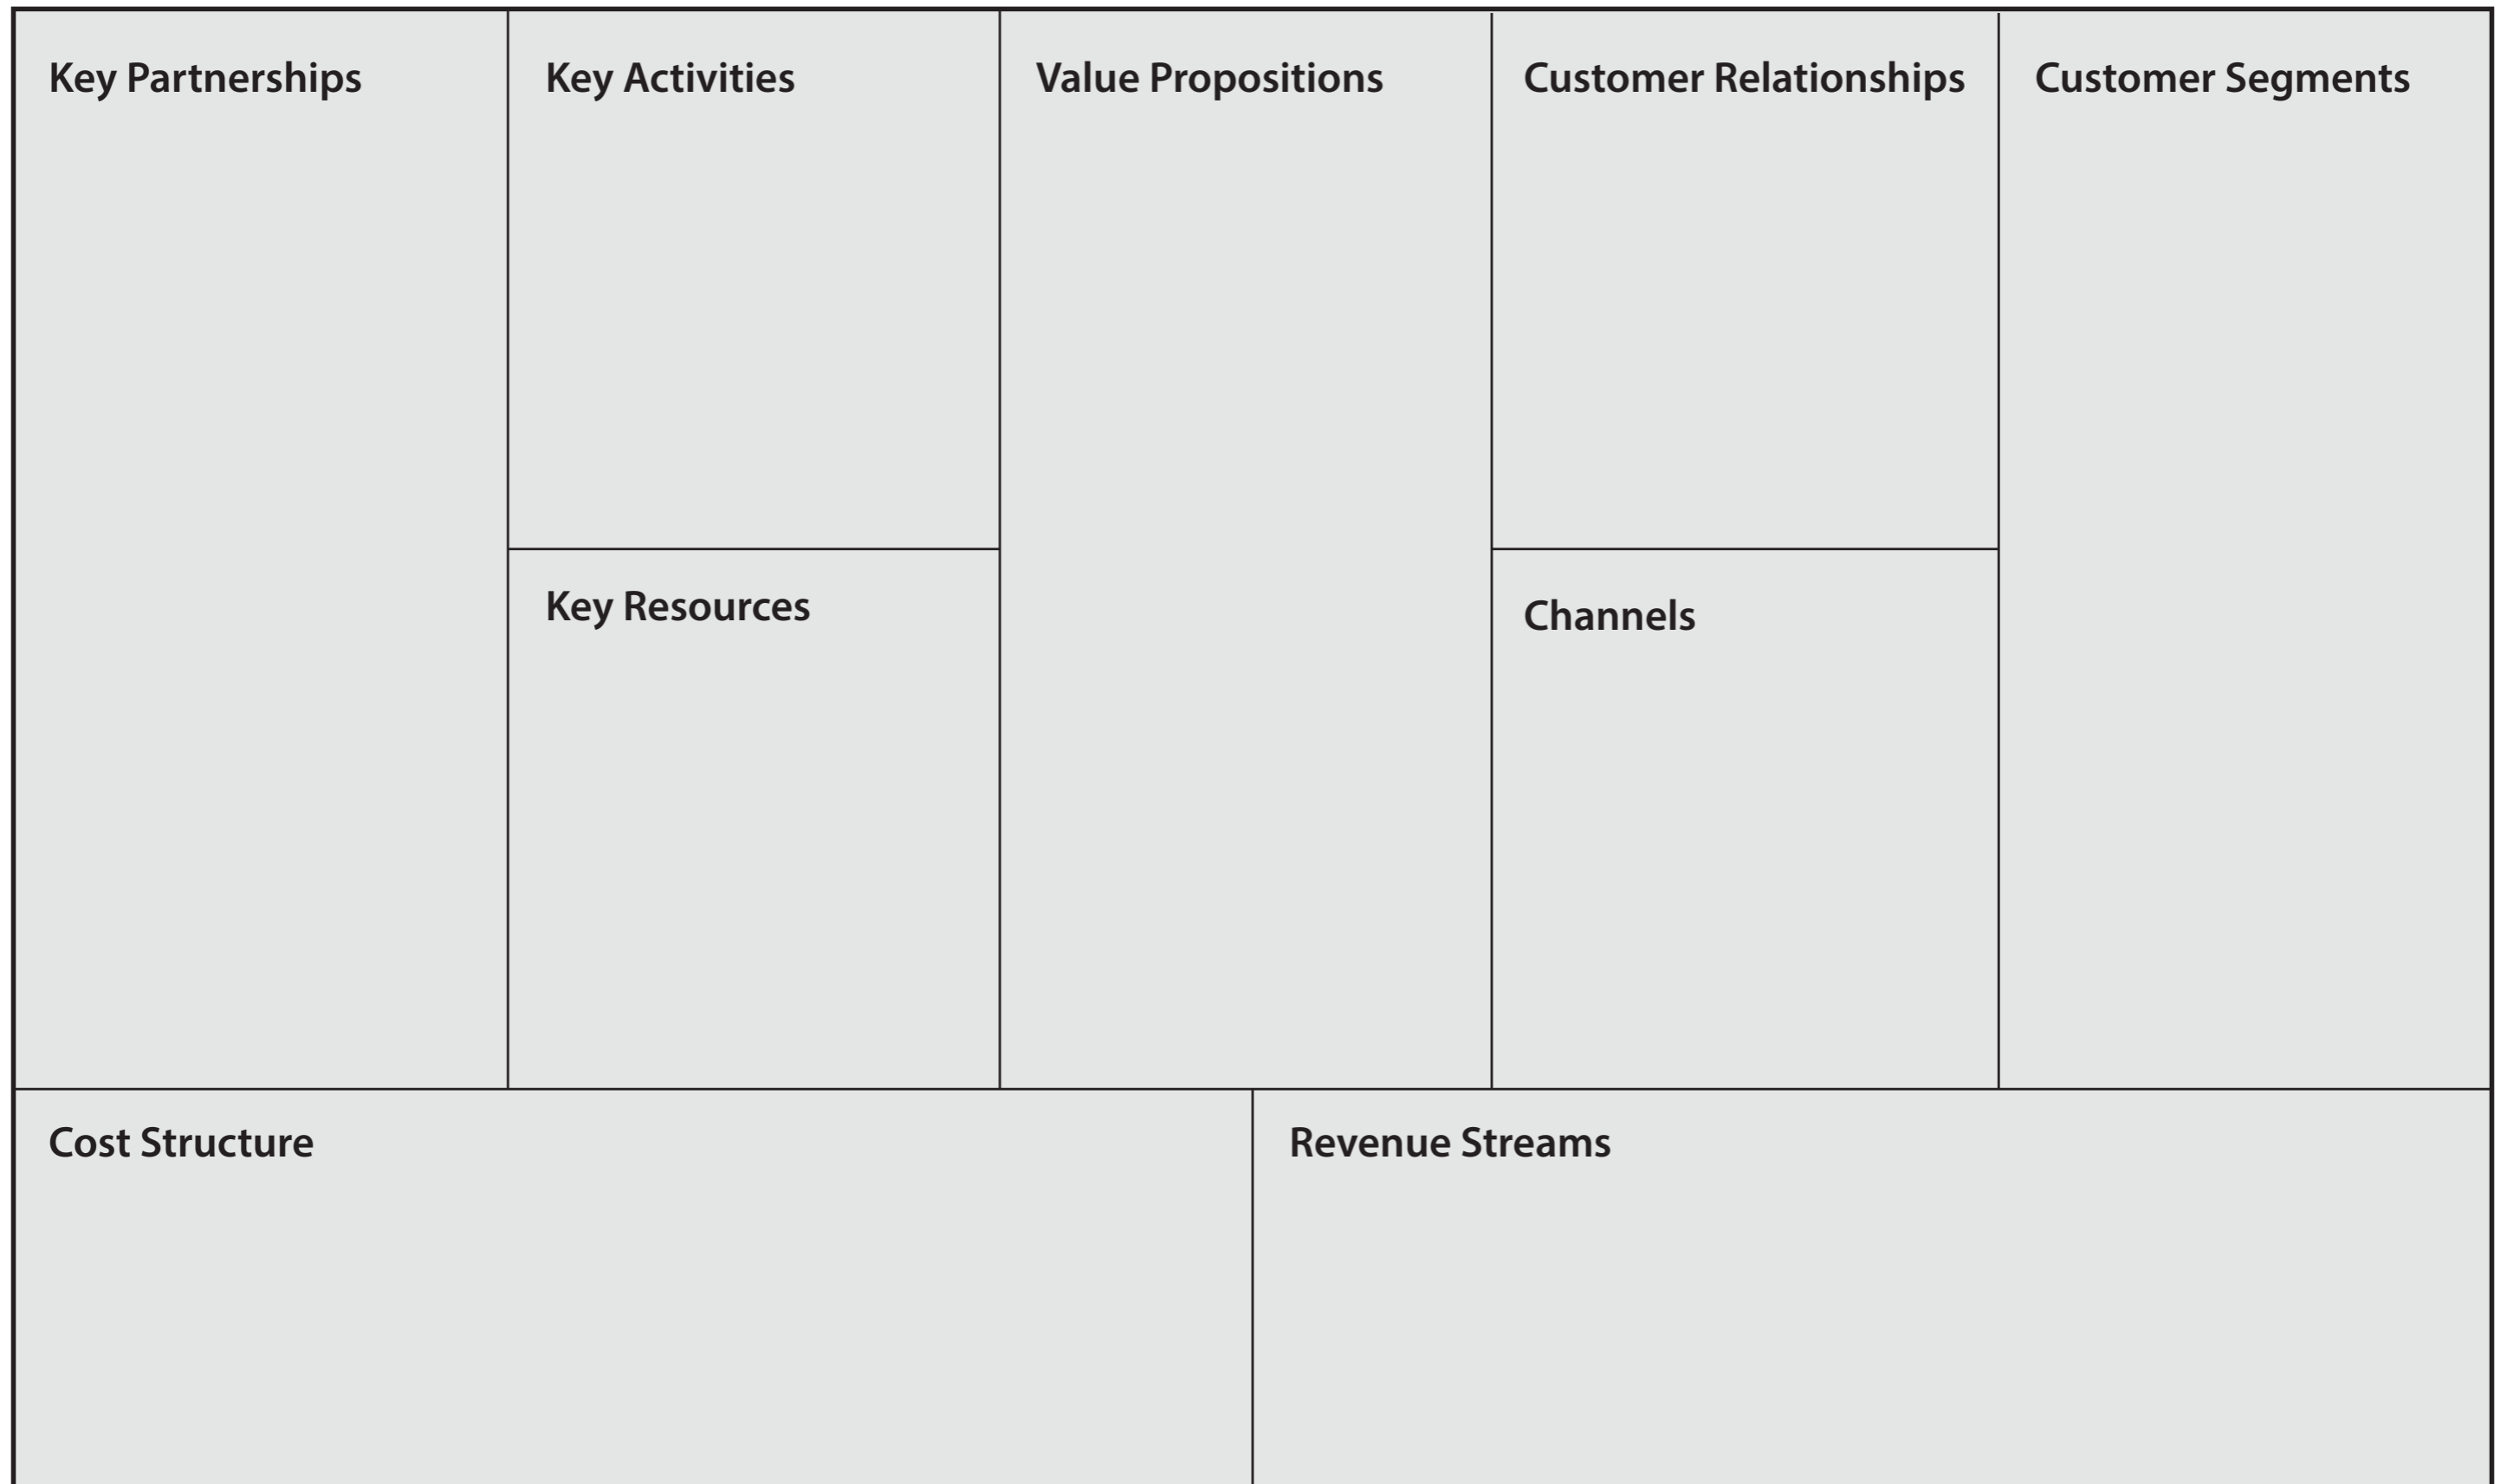 Key Partnerships
Key Activities
Value Propositions
Customer Relationships
Customer Segments
Key Resources
Channels
Cost Structure
Revenue Streams